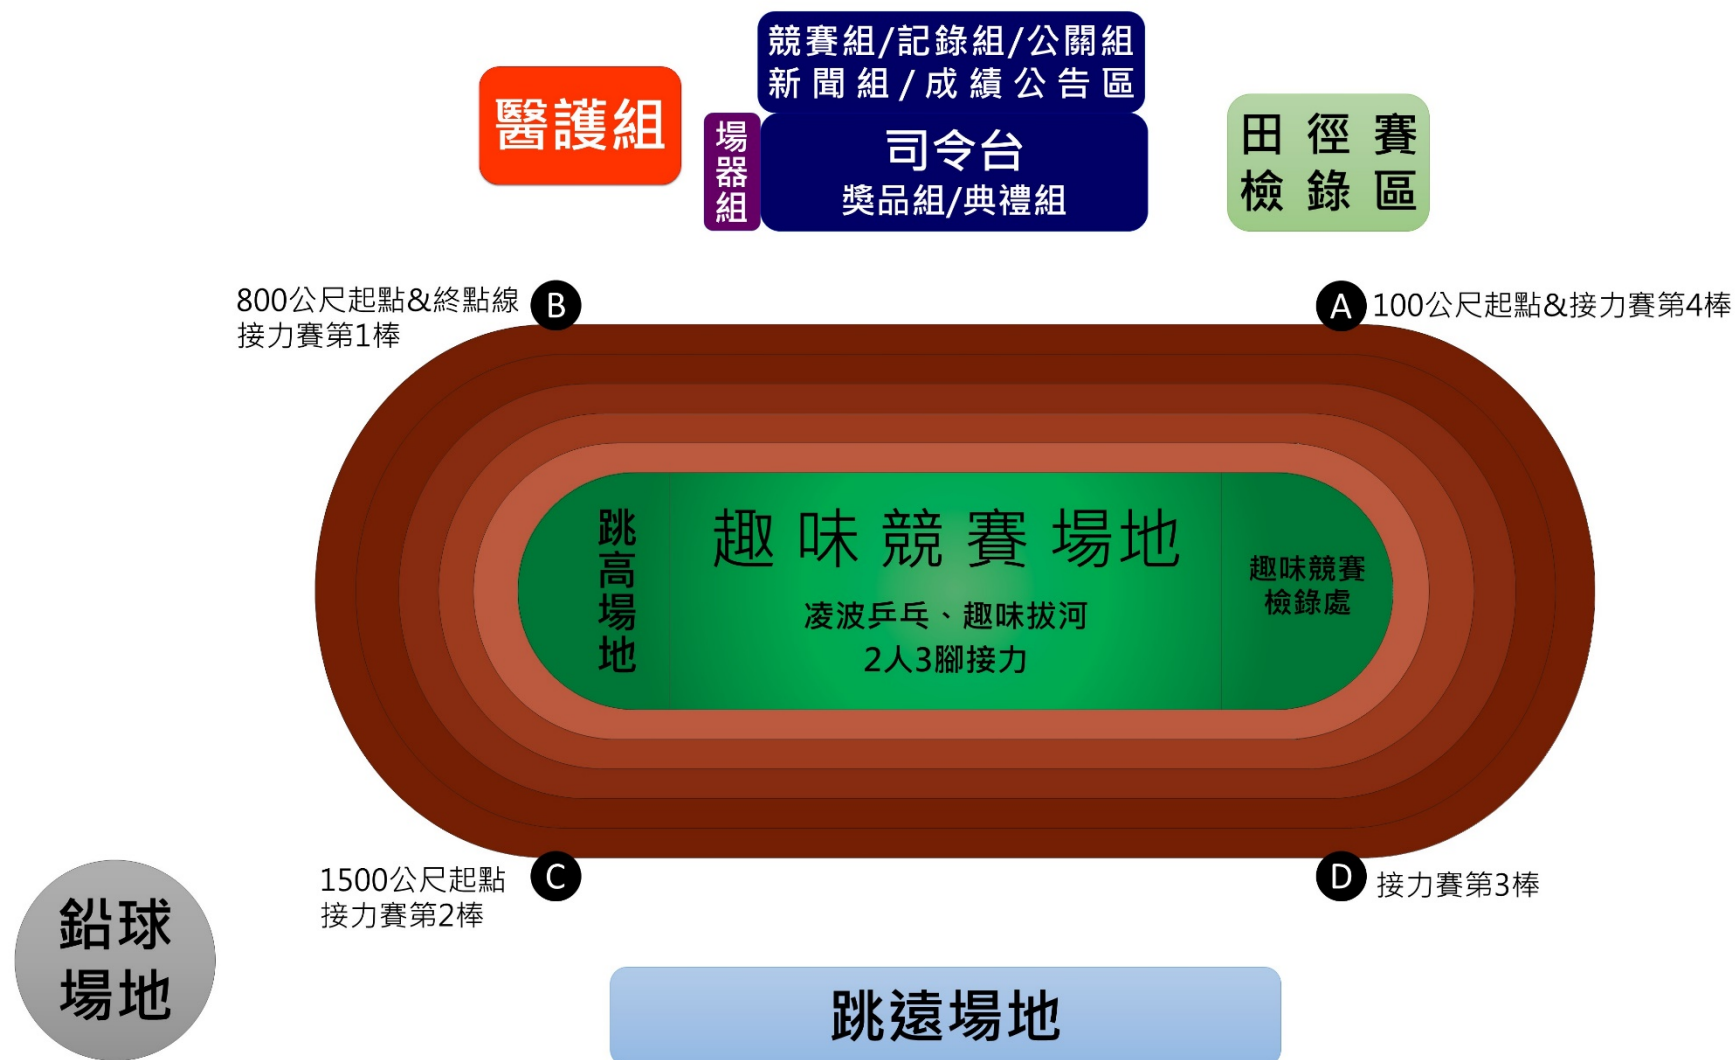 競賽組/記錄組/公關組
新聞組/成績公告區
醫護組
場器組
司令台
獎品組/典禮組
田徑賽
檢錄區
800公尺起點&終點線
接力賽第1棒
B
A
100公尺起點&接力賽第4棒
跳高場地
趣味競賽場地
凌波乒乓、趣味拔河
2人3腳接力
趣味競賽
檢錄處
1500公尺起點
接力賽第2棒
C
D
接力賽第3棒
鉛球
場地
跳遠場地